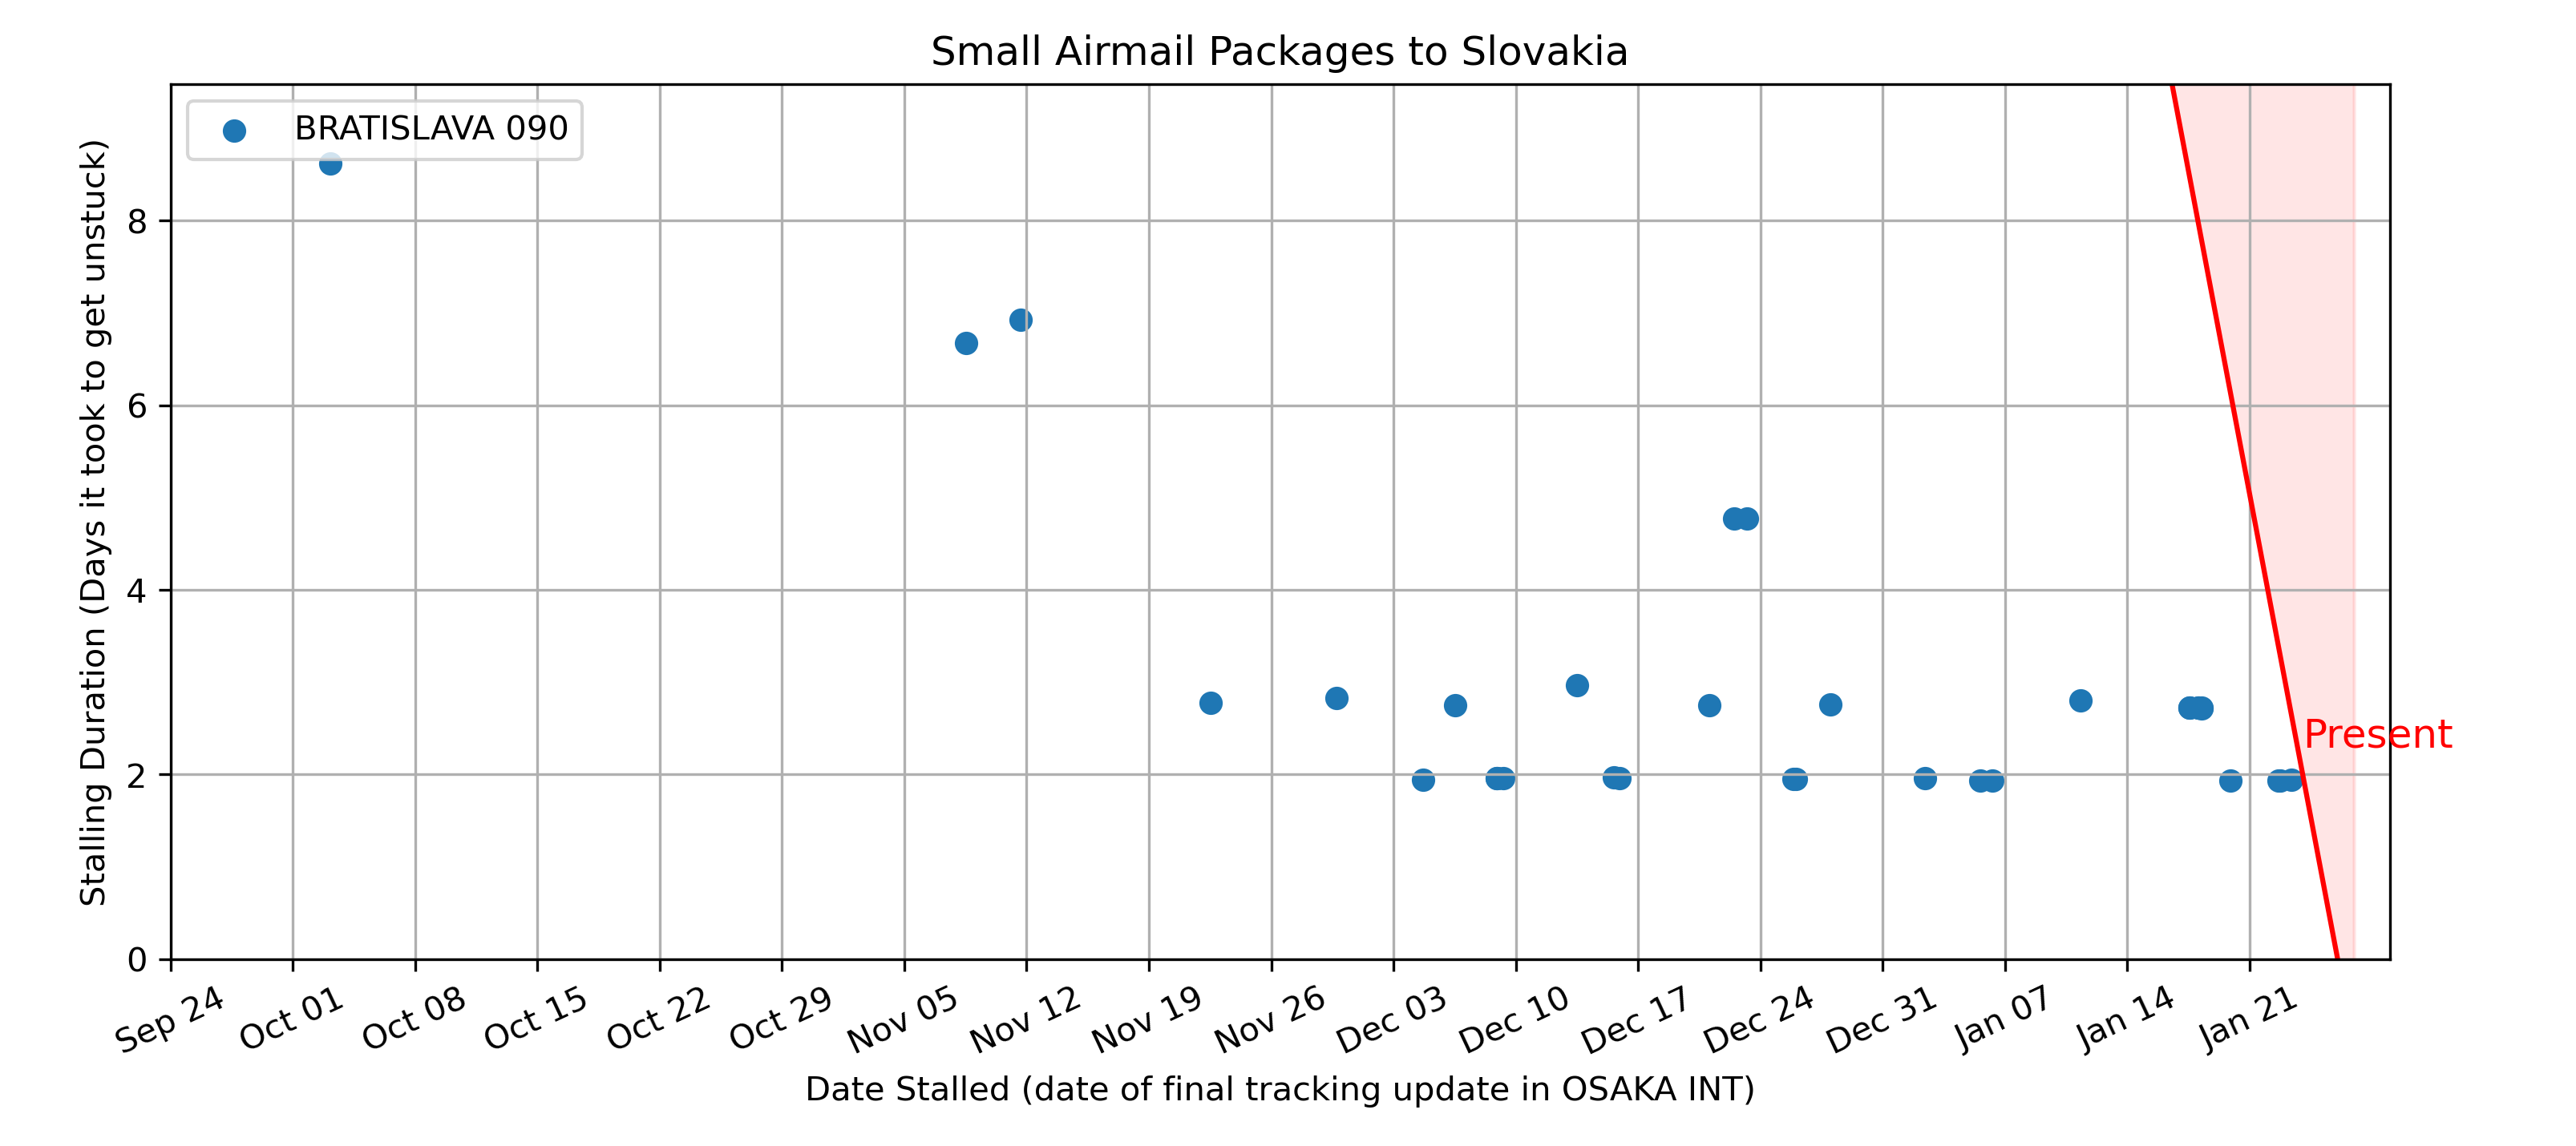 Small Airmail Packages to Slovakia
BRATISLAVA 090
Stalling Duration (Days it took to get unstuck)
8
6
4
2
0
Present
Sep 24
Oct 01
Oct 08
Oct 15
Oct 22
Oct 29
Nov 05
Nov 12
Nov 19
Nov 26
Dec 03
Dec 10
Dec 17
Dec 24
Dec 31
Jan 07
Jan 14
Jan 21
Date Stalled (date of final tracking update in OSAKA INT)